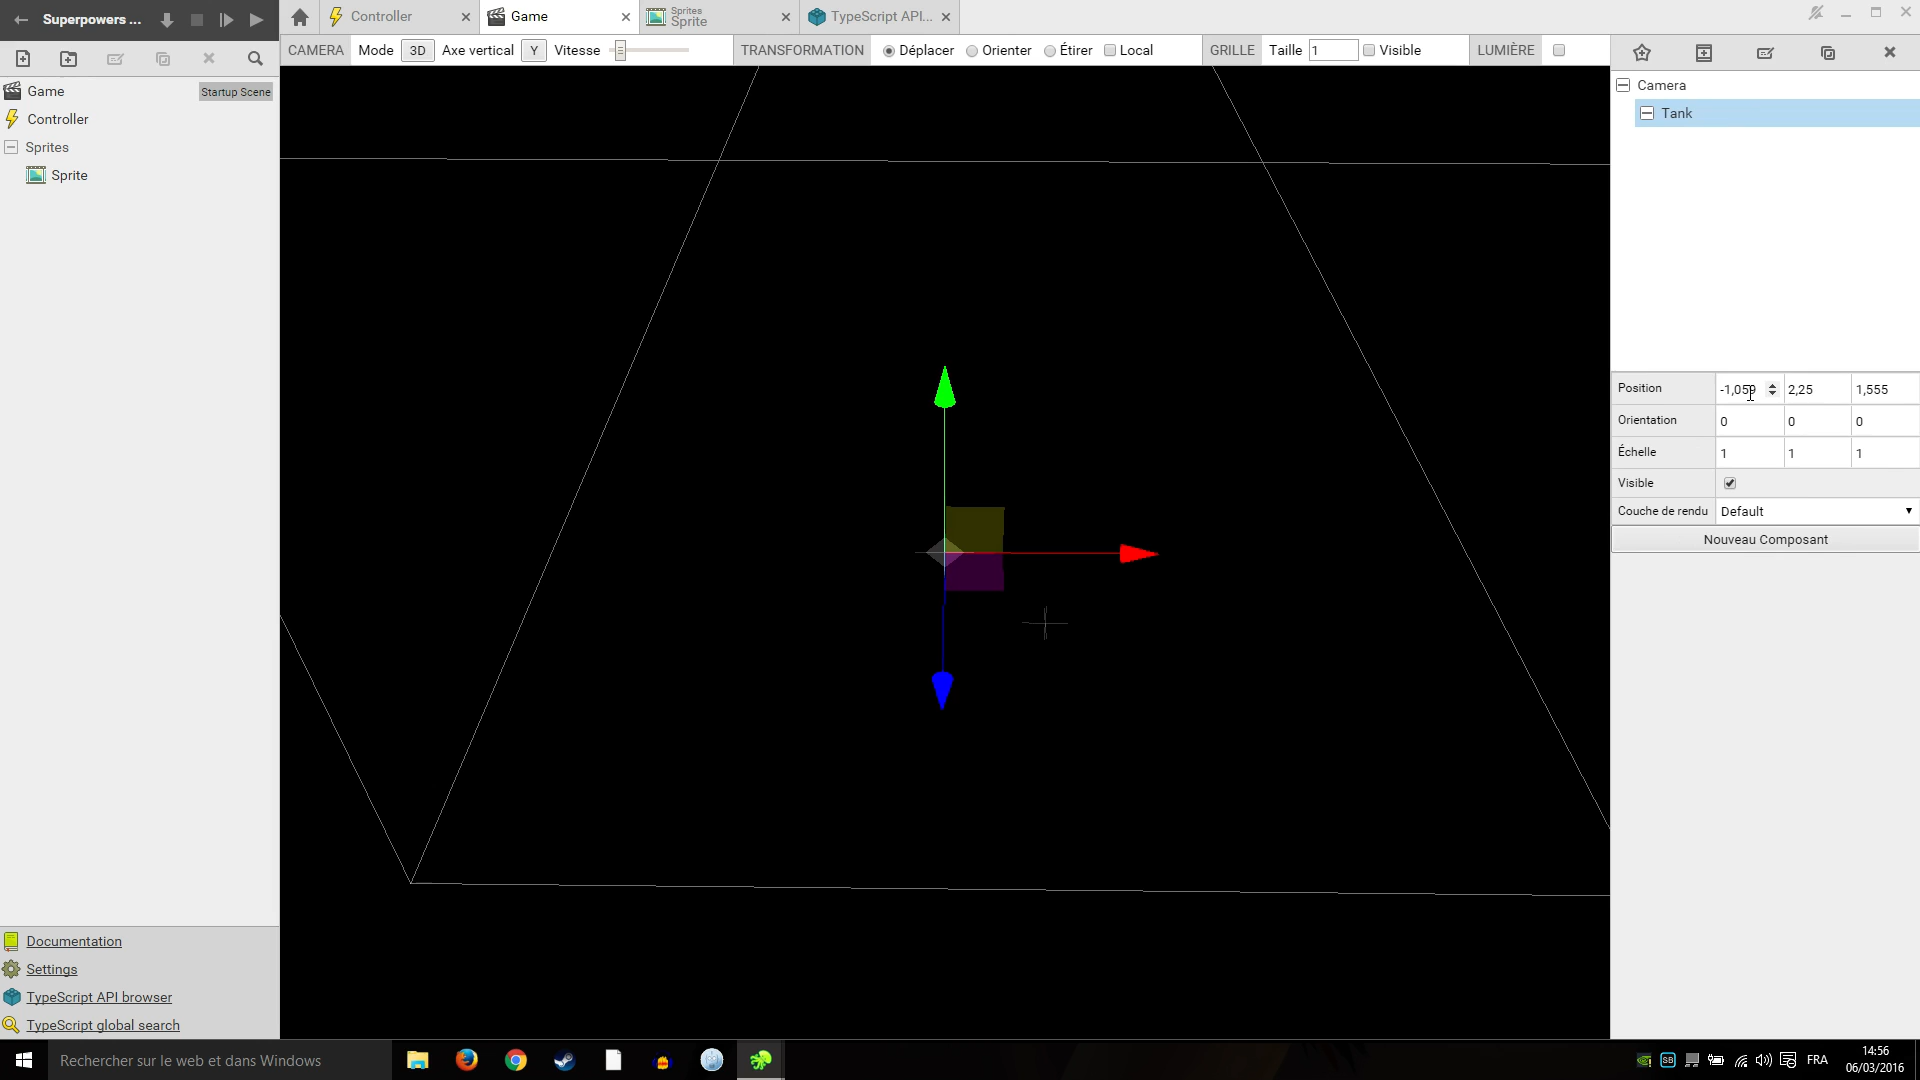 Superpowers ...
Controller
Game
Sprites
Sprite
TypeScript API...
CAMERA Mode 3D Axe vertical Y Vitesse TRANSFORMATION Déplacer Orienter Étirer Local GRILLE Taille 1 Visible LUMIÈRE
Game Startup Scene
Controller
Sprites
Sprite
Camera
Tank
Position -1,059 2,25 1,555
Orientation 0 0 0
Échelle 1 1 1
Visible
Couche de rendu Default
Nouveau Composant
Documentation
Settings
TypeScript API browser
TypeScript global search
Rechercher sur le web et dans Windows
SB
FRA
14:56
06/03/2016